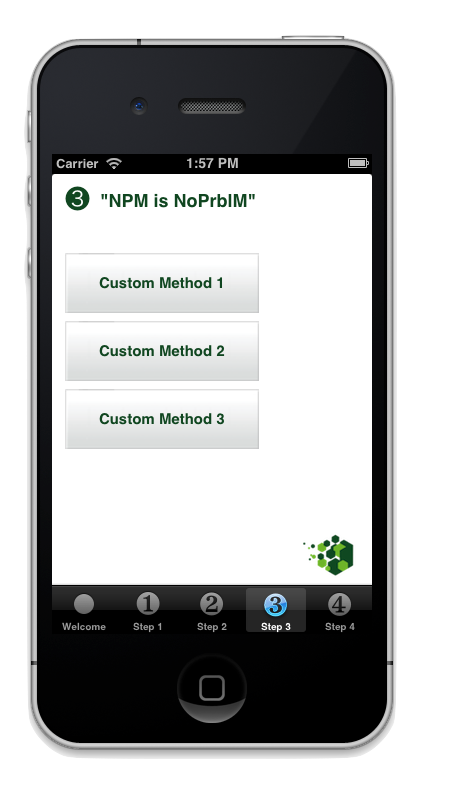 Carrier 1:57 PM
❸ "NPM is NoPrblM"
Custom Method 1
Custom Method 2
Custom Method 3
1 2 3 4
Welcome Step 1 Step 2 Step 3 Step 4